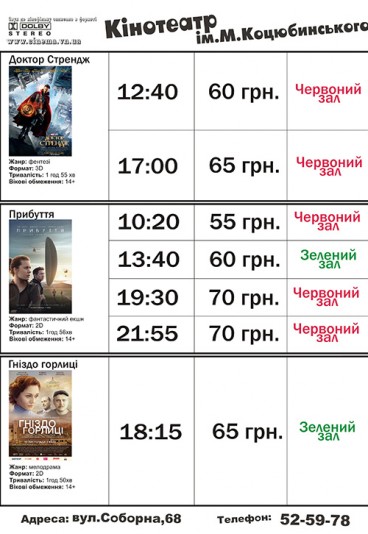 DOLBY
STEREO
www.cinema.vn.ua
Кінотеатр
ім.М.Коцюбинського
Доктор Стрендж
ДОКТОР
СТРЕНДЖ
Жанр: фентезі
Формат: 3D
Тривалість: 1 год 55 хв
Вікові обмеження: 14+
12:40 60 грн. Червоний
зал
17:00 65 грн. Червоний
зал
Прибуття
ПРИБУТТЯ
Жанр: фантастичний екшн
Формат: 2D
Тривалість: 1год 56хв
Вікові обмеження: 14+
10:20 55 грн. Червоний
зал
13:40 60 грн. Зелений
зал
19:30 70 грн. Червоний
зал
21:55 70 грн. Червоний
зал
Гніздо горлиці
ГНІЗДО
ГОРЛИЦІ
Жанр: мелодрама
Формат: 2D
Тривалість: 1год 50хв
Вікові обмеження: 14+
18:15 65 грн. Зелений
зал
Адреса: вул.Соборна,68 Телефон: 52-59-78